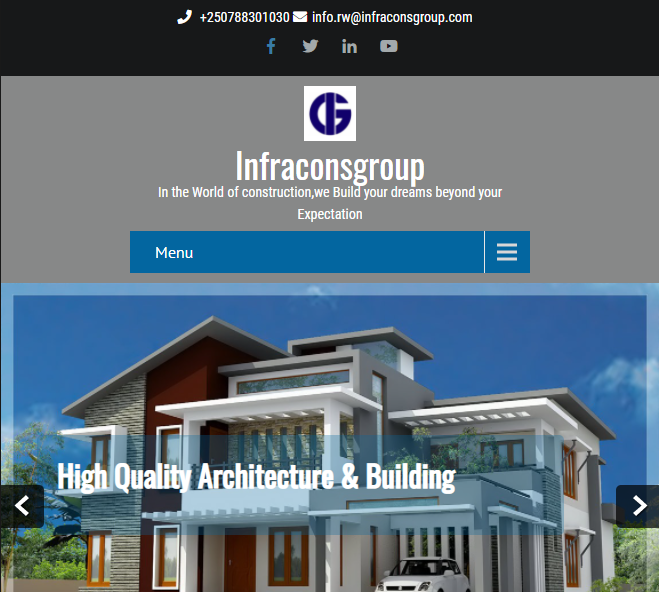 +250788301030 info.rw@infraconsgroup.com
Infraconsgroup
In the World of construction,we Build your dreams beyond your
Expectation
Menu
High Quality Architecture & Building